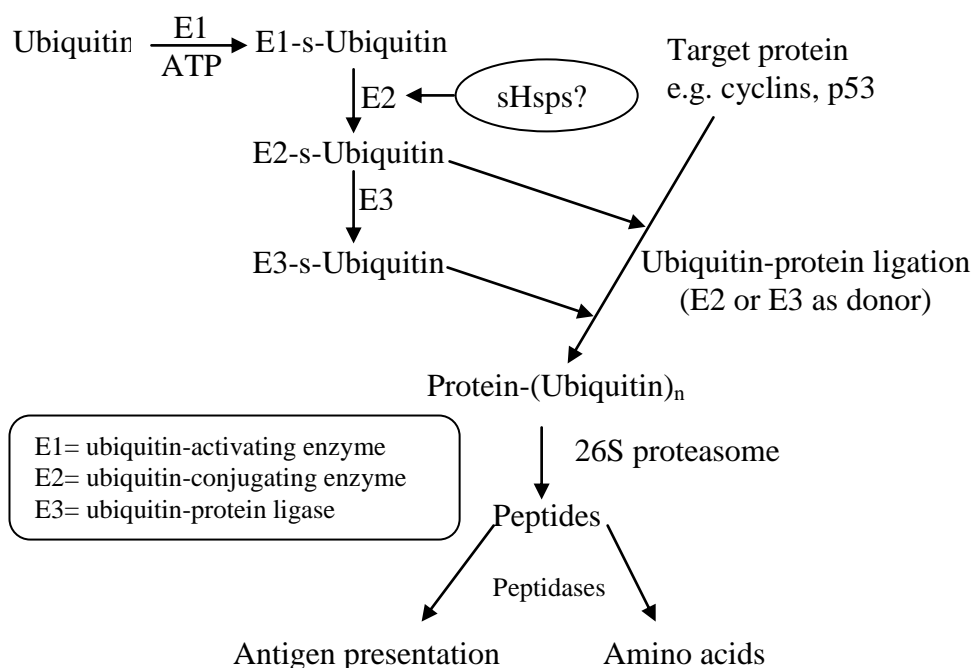 Ubiquitin
E1
ATP
E1-s-Ubiquitin
Target protein
e.g. cyclins, p53
E2
sHsps?
E2-s-Ubiquitin
E3
E3-s-Ubiquitin
Ubiquitin-protein ligation
(E2 or E3 as donor)
Protein-(Ubiquitin)n
E1= ubiquitin-activating enzyme
E2= ubiquitin-conjugating enzyme
E3= ubiquitin-protein ligase
26S proteasome
Peptides
Peptidases
Antigen presentation
Amino acids